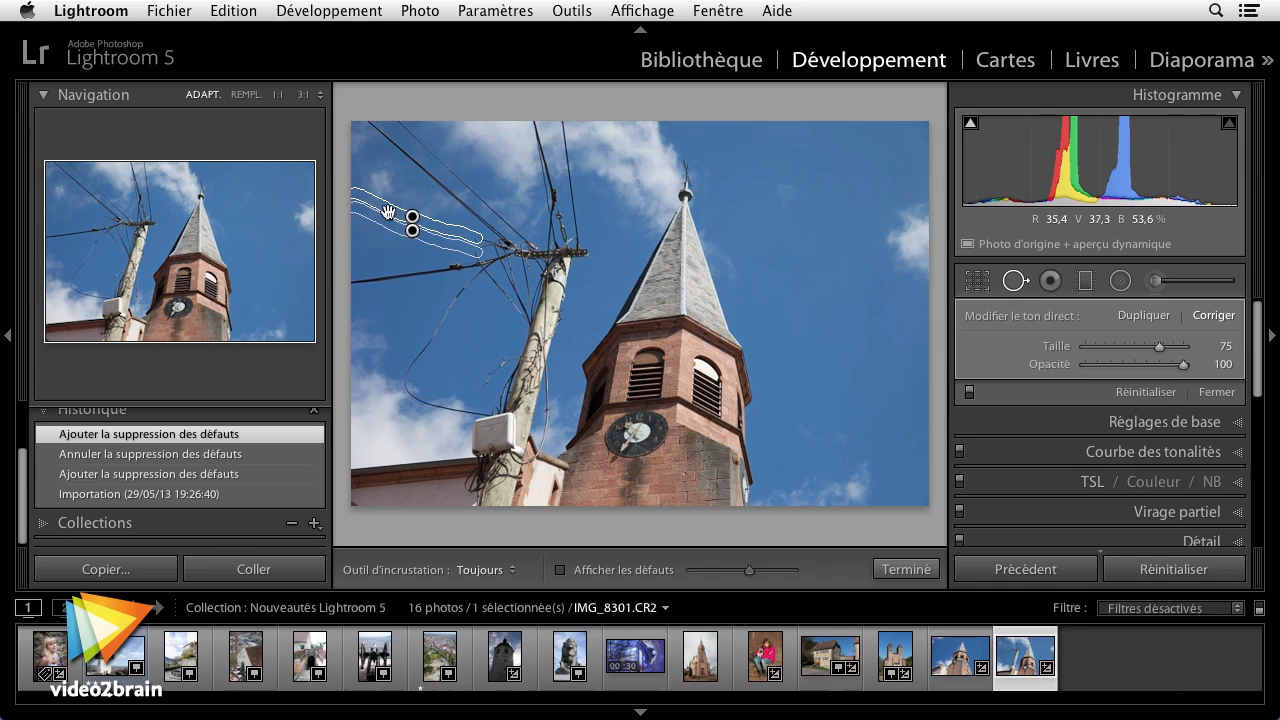 Lightroom Fichier Edition Développement Photo Paramètres Outils Affichage Fenêtre Aide
Lr Adobe Photoshop
Lightroom 5
Bibliothèque | Développement | Cartes | Livres | Diaporama »
Navigation ADAPT. REMPL. 1:1 3:1
Histogramme
R 35,4 V 37,3 B 53,6 %
Photo d'origine + aperçu dynamique
Modifier le ton direct : Dupliquer | Corriger
Taille 75
Opacité 100
Réinitialiser | Fermer
Réglages de base
Courbe des tonalités
TSL / Couleur / NB
Virage partiel
Détail
Historique
Ajouter la suppression des défauts
Annuler la suppression des défauts
Ajouter la suppression des défauts
Importation (29/05/13 19:26:40)
Collections
Copier... Coller
Outil d'incrustation : Toujours Afficher les défauts Terminé
Précédent Réinitialiser
1 2 Collection : Nouveautés Lightroom 5 16 photos / 1 sélectionnée(s) / IMG_8301.CR2 Filtre : Filtres désactivés
00:30
video2brain